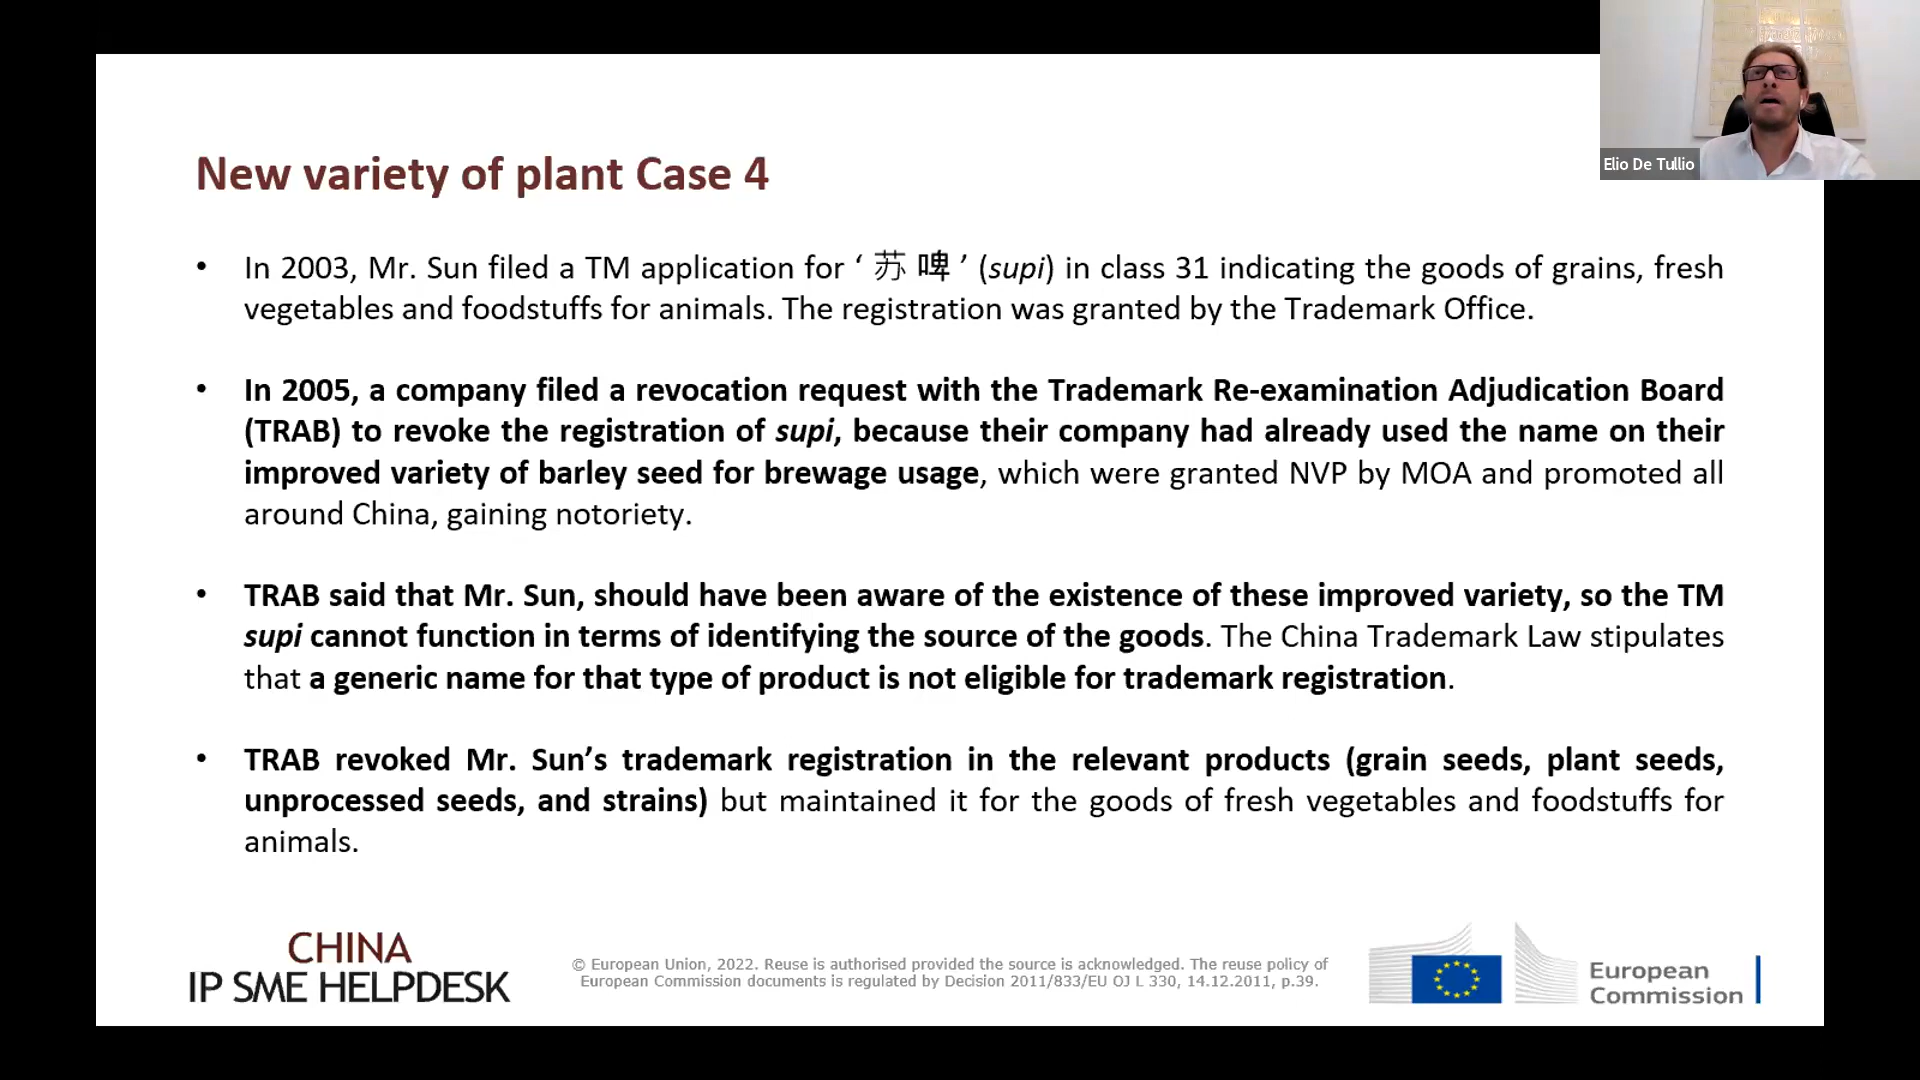 Elio De Tullio
New variety of plant Case 4
• In 2003, Mr. Sun filed a TM application for ‘ 苏 啤 ’ (supi) in class 31 indicating the goods of grains, fresh
vegetables and foodstuffs for animals. The registration was granted by the Trademark Office.
• In 2005, a company filed a revocation request with the Trademark Re-examination Adjudication Board
(TRAB) to revoke the registration of supi, because their company had already used the name on their
improved variety of barley seed for brewage usage, which were granted NVP by MOA and promoted all
around China, gaining notoriety.
• TRAB said that Mr. Sun, should have been aware of the existence of these improved variety, so the TM
supi cannot function in terms of identifying the source of the goods. The China Trademark Law stipulates
that a generic name for that type of product is not eligible for trademark registration.
• TRAB revoked Mr. Sun’s trademark registration in the relevant products (grain seeds, plant seeds,
unprocessed seeds, and strains) but maintained it for the goods of fresh vegetables and foodstuffs for
animals.
CHINA
IP SME HELPDESK
© European Union, 2022. Reuse is authorised provided the source is acknowledged. The reuse policy of
European Commission documents is regulated by Decision 2011/833/EU OJ L 330, 14.12.2011, p.39.
European
Commission